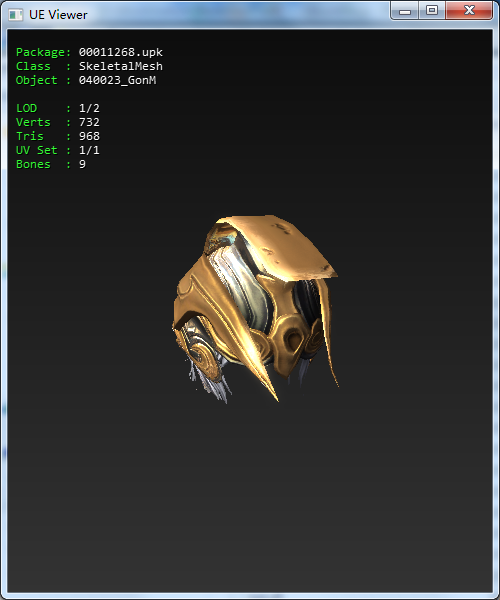 UE Viewer
Package: 00011268.upk
Class : SkeletalMesh
Object : 040023_GonM
LOD : 1/2
Verts : 732
Tris : 968
UV Set : 1/1
Bones : 9